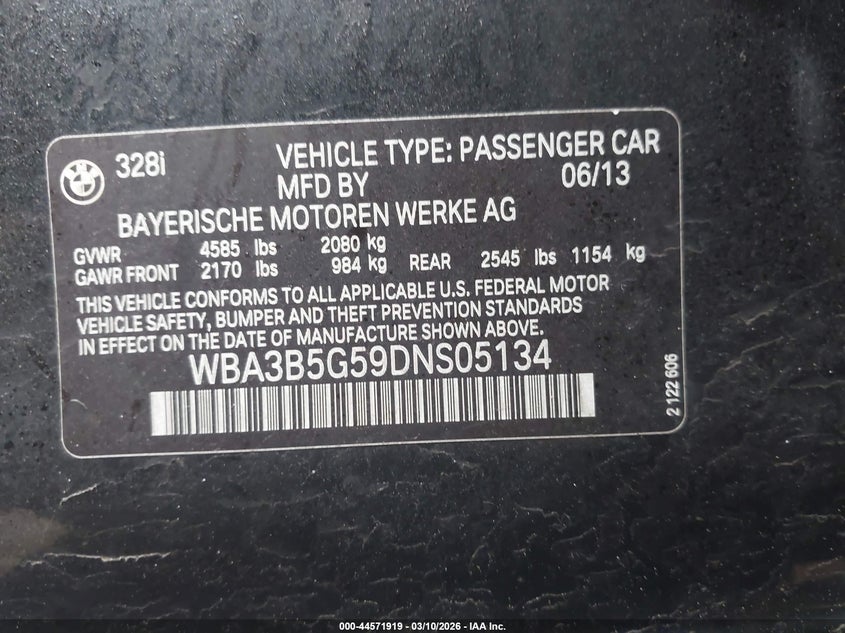 328i VEHICLE TYPE: PASSENGER CAR
MFD BY 06/13
BAYERISCHE MOTOREN WERKE AG
GVWR 4585 lbs 2080 kg
GAWR FRONT 2170 lbs 984 kg REAR 2545 lbs 1154 kg
THIS VEHICLE CONFORMS TO ALL APPLICABLE U.S. FEDERAL MOTOR
VEHICLE SAFETY, BUMPER AND THEFT PREVENTION STANDARDS
IN EFFECT ON THE DATE OF MANUFACTURE SHOWN ABOVE.
WBA3B5G59DNS05134
2 122 606
000-44571919 - 03/10/2026 - IAA Inc.